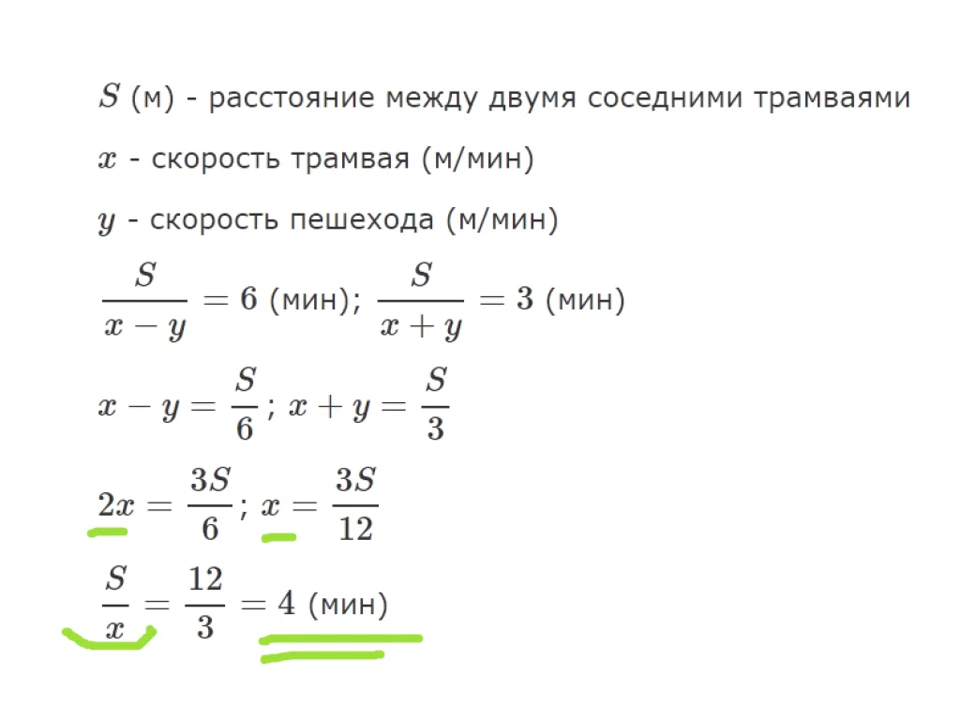 S (м) - расстояние между двумя соседними трамваями
x - скорость трамвая (м/мин)
y - скорость пешехода (м/мин)
S/(x − y) = 6 (мин); S/(x + y) = 3 (мин)
x − y = S/6; x + y = S/3
2x = 3S/6; x = 3S/12
S/x = 12/3 = 4 (мин)